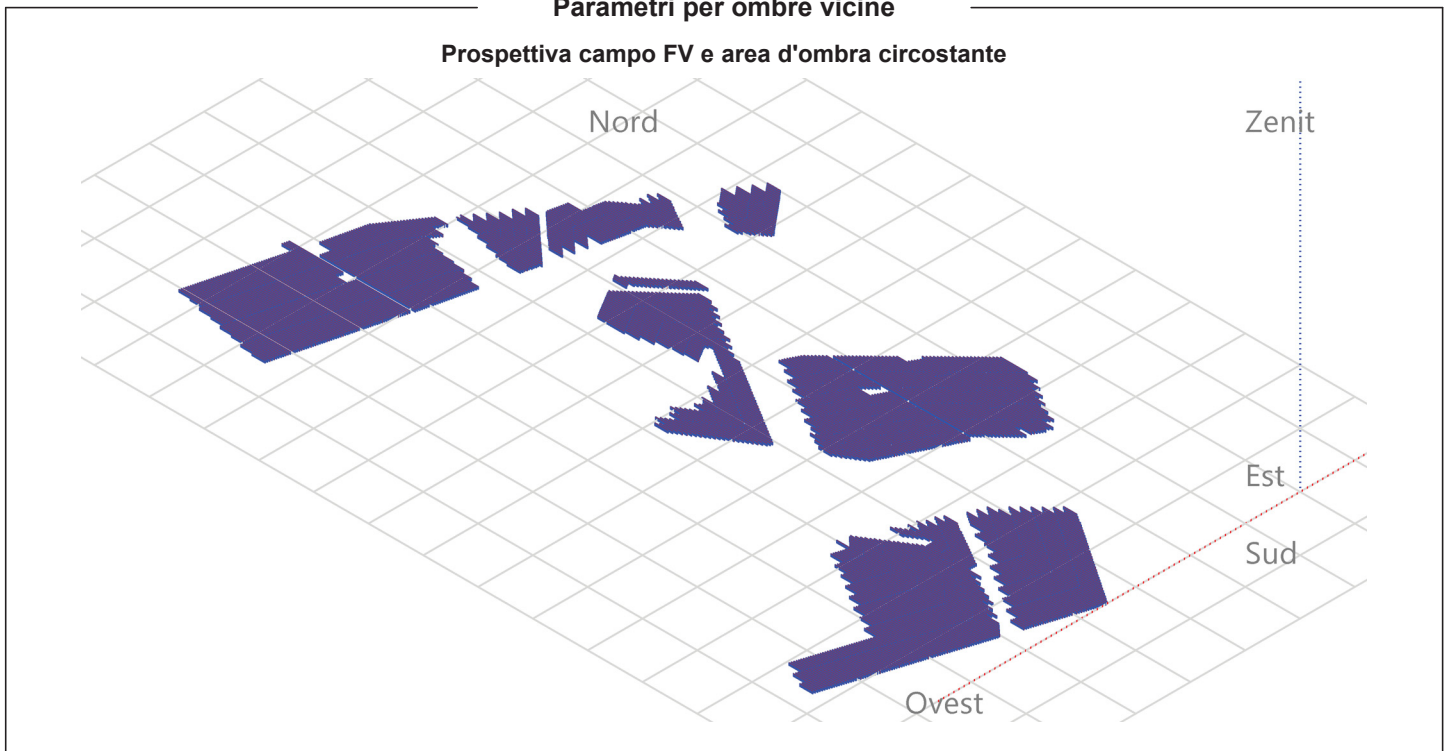 Parametri per ombre vicine
Prospettiva campo FV e area d'ombra circostante
Nord
Zenit
Est
Sud
Ovest